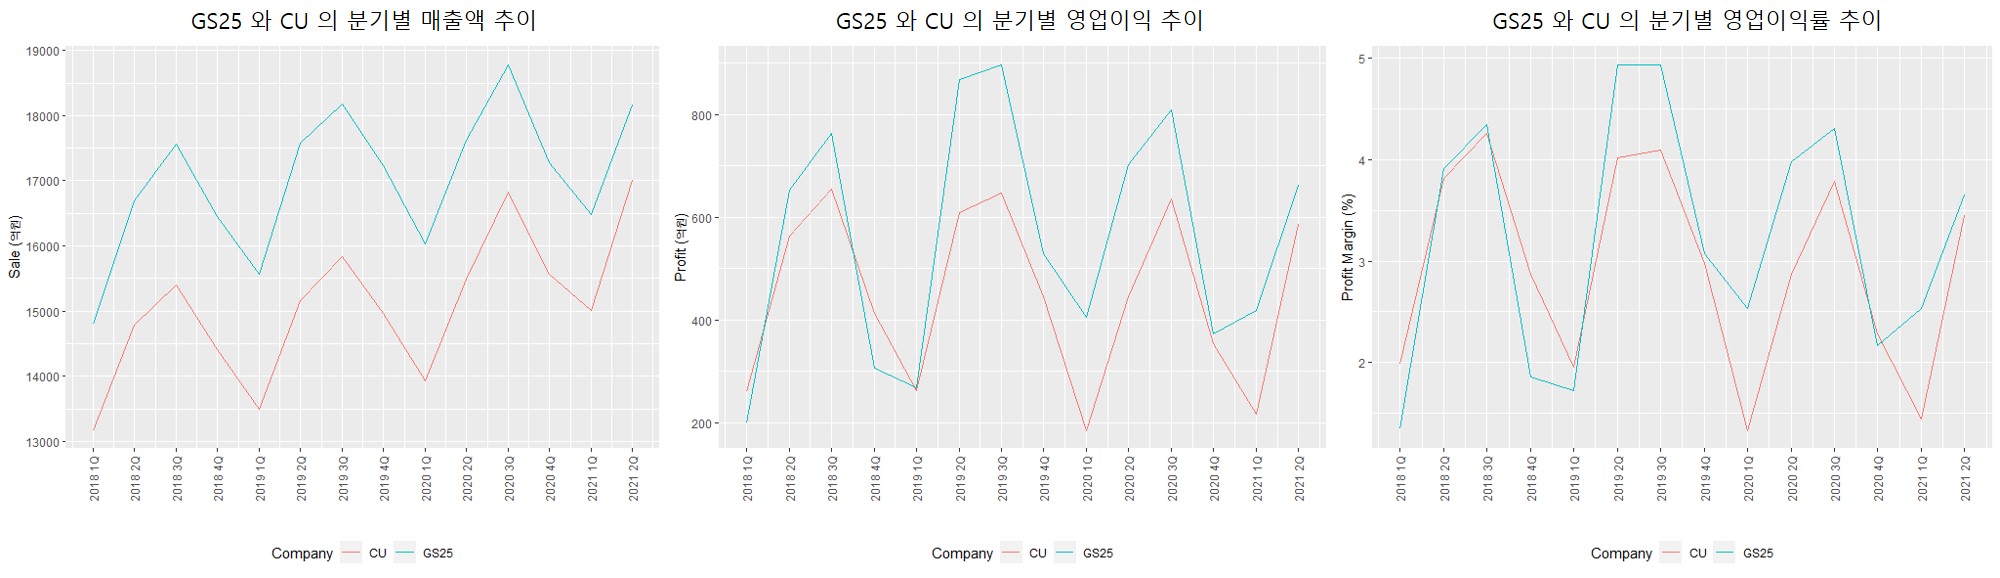 GS25 와 CU 의 분기별 매출액 추이
Sale (억원)
19000
18000
17000
16000
15000
14000
13000
2018 1Q
2018 2Q
2018 3Q
2018 4Q
2019 1Q
2019 2Q
2019 3Q
2019 4Q
2020 1Q
2020 2Q
2020 3Q
2020 4Q
2021 1Q
2021 2Q
Company CU GS25
GS25 와 CU 의 분기별 영업이익 추이
Profit (억원)
800
600
400
200
2018 1Q
2018 2Q
2018 3Q
2018 4Q
2019 1Q
2019 2Q
2019 3Q
2019 4Q
2020 1Q
2020 2Q
2020 3Q
2020 4Q
2021 1Q
2021 2Q
Company CU GS25
GS25 와 CU 의 분기별 영업이익률 추이
Profit Margin (%)
5
4
3
2
2018 1Q
2018 2Q
2018 3Q
2018 4Q
2019 1Q
2019 2Q
2019 3Q
2019 4Q
2020 1Q
2020 2Q
2020 3Q
2020 4Q
2021 1Q
2021 2Q
Company CU GS25